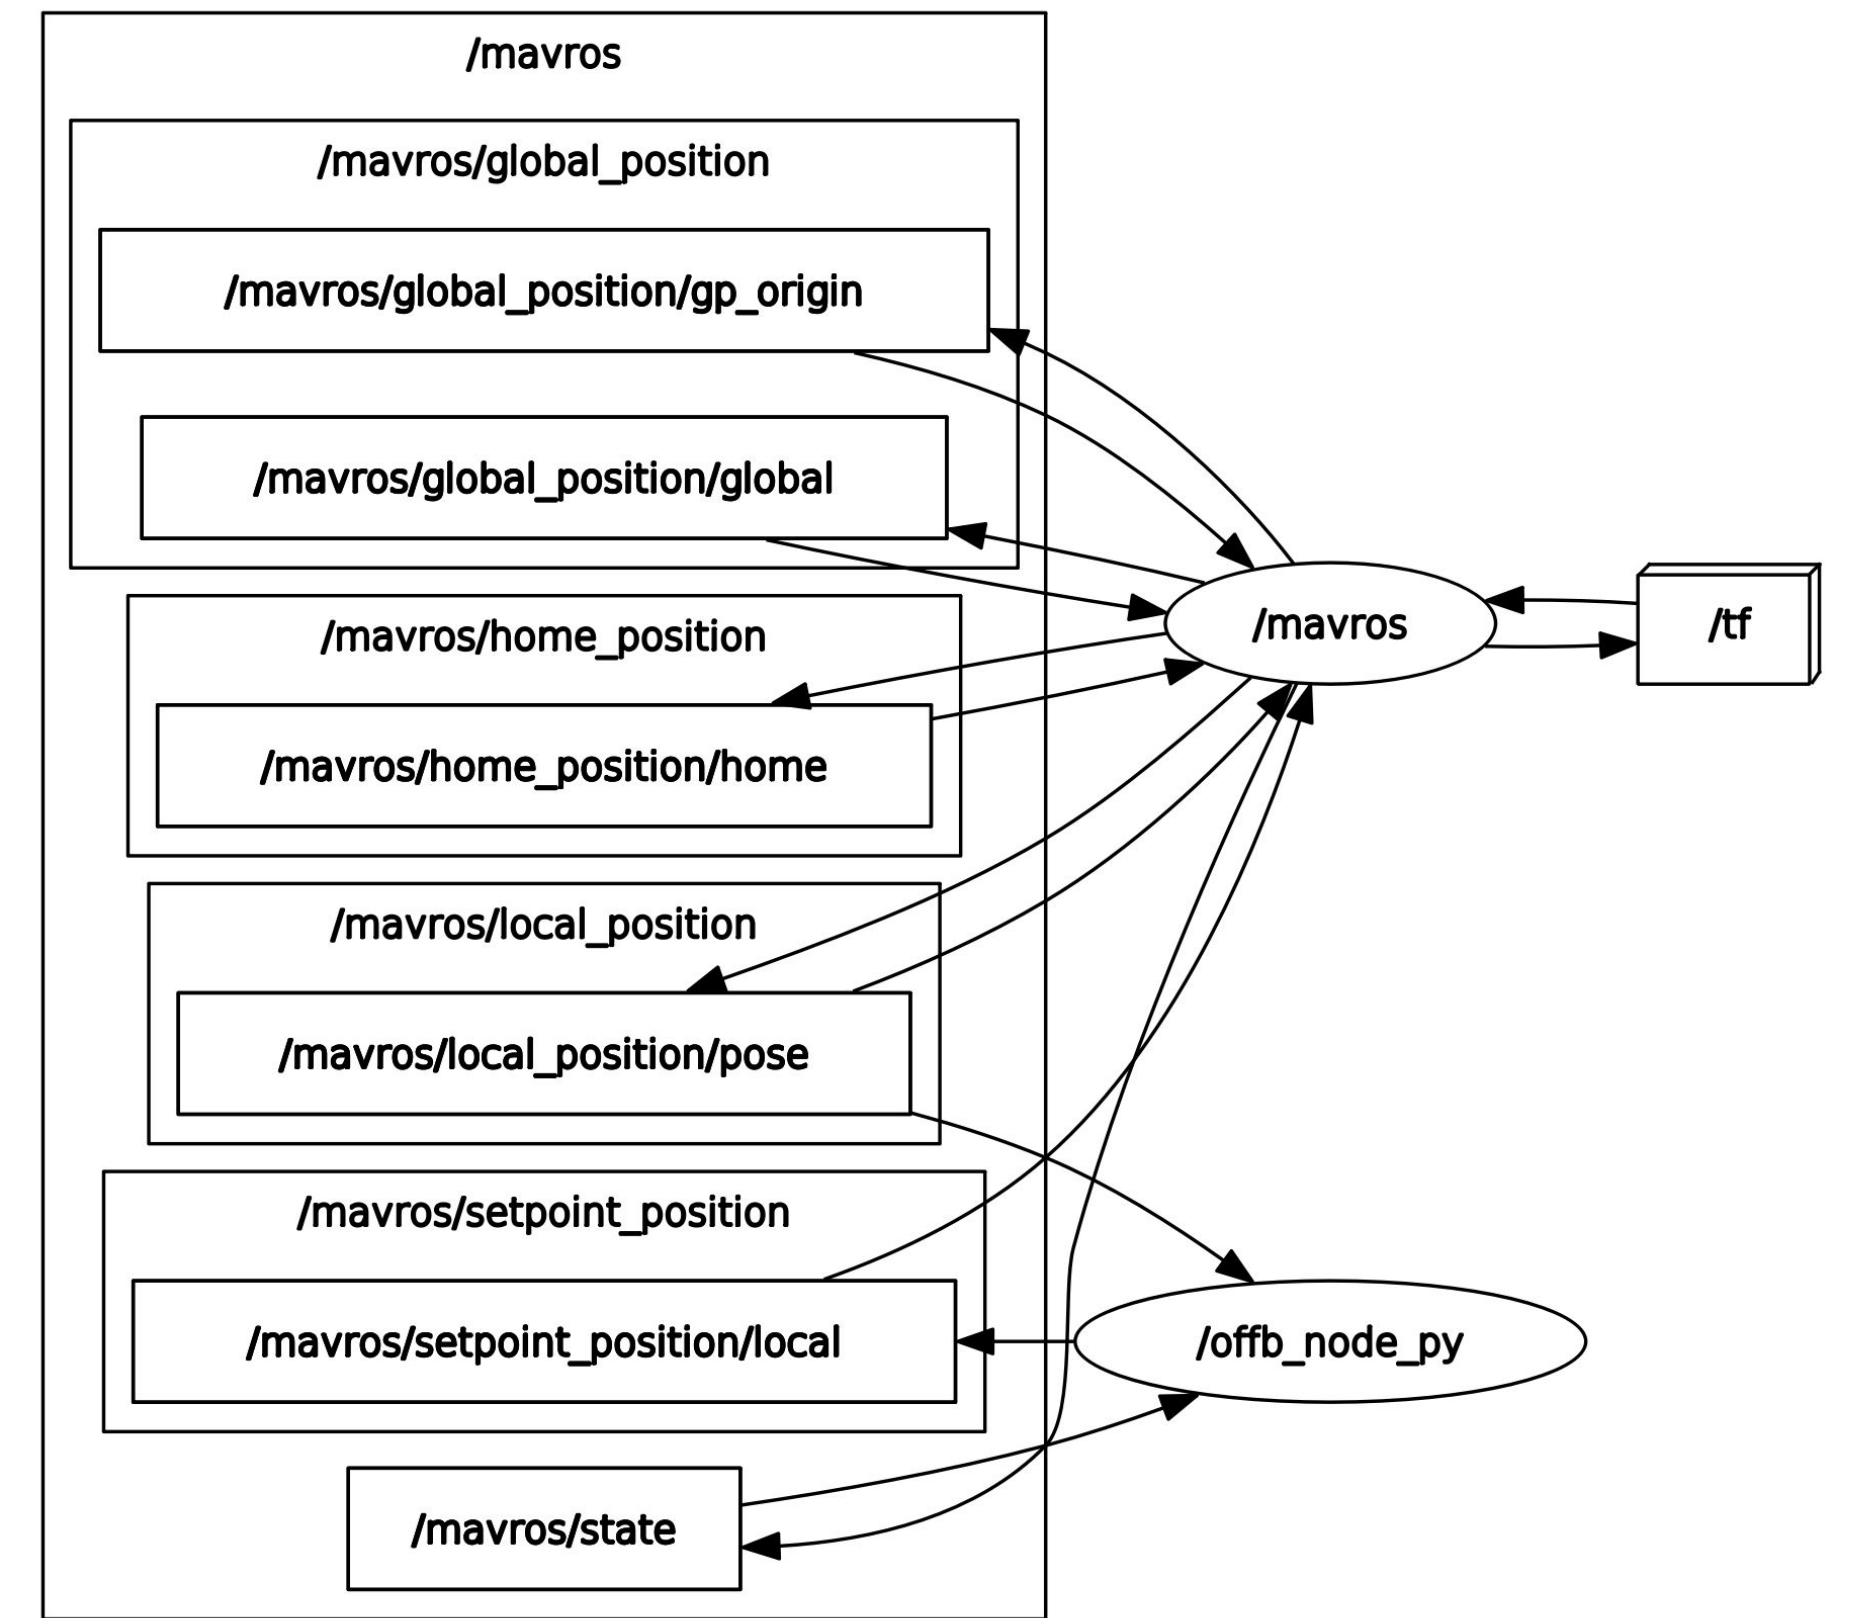 /mavros
/mavros/global_position
/mavros/global_position/gp_origin
/mavros/global_position/global
/mavros/home_position
/mavros/home_position/home
/mavros/local_position
/mavros/local_position/pose
/mavros/setpoint_position
/mavros/setpoint_position/local
/mavros/state
/mavros
/tf
/offb_node_py